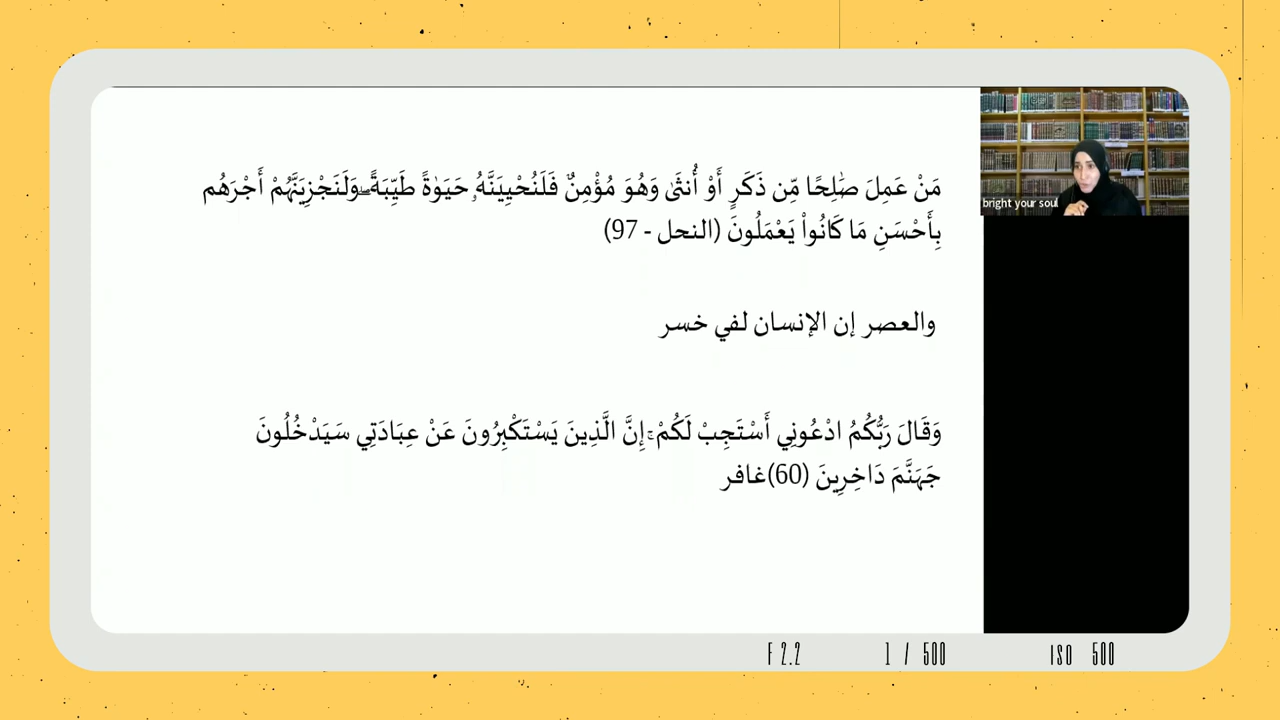 مَنْ عَمِلَ صَٰلِحًا مِّن ذَكَرٍ أَوْ أُنثَىٰ وَهُوَ مُؤْمِنٌ فَلَنُحْيِيَنَّهُۥ حَيَوٰةً طَيِّبَةً ۖ وَلَنَجْزِيَنَّهُمْ أَجْرَهُم
بِأَحْسَنِ مَا كَانُوا۟ يَعْمَلُونَ (النحل - 97)
والعصر إن الإنسان لفي خسر
وَقَالَ رَبُّكُمُ ادْعُونِي أَسْتَجِبْ لَكُمْ ۚ إِنَّ الَّذِينَ يَسْتَكْبِرُونَ عَنْ عِبَادَتِي سَيَدْخُلُونَ
جَهَنَّمَ دَاخِرِينَ (60)غافر
bright your soul
F 2.2 1 / 500 ISO 500